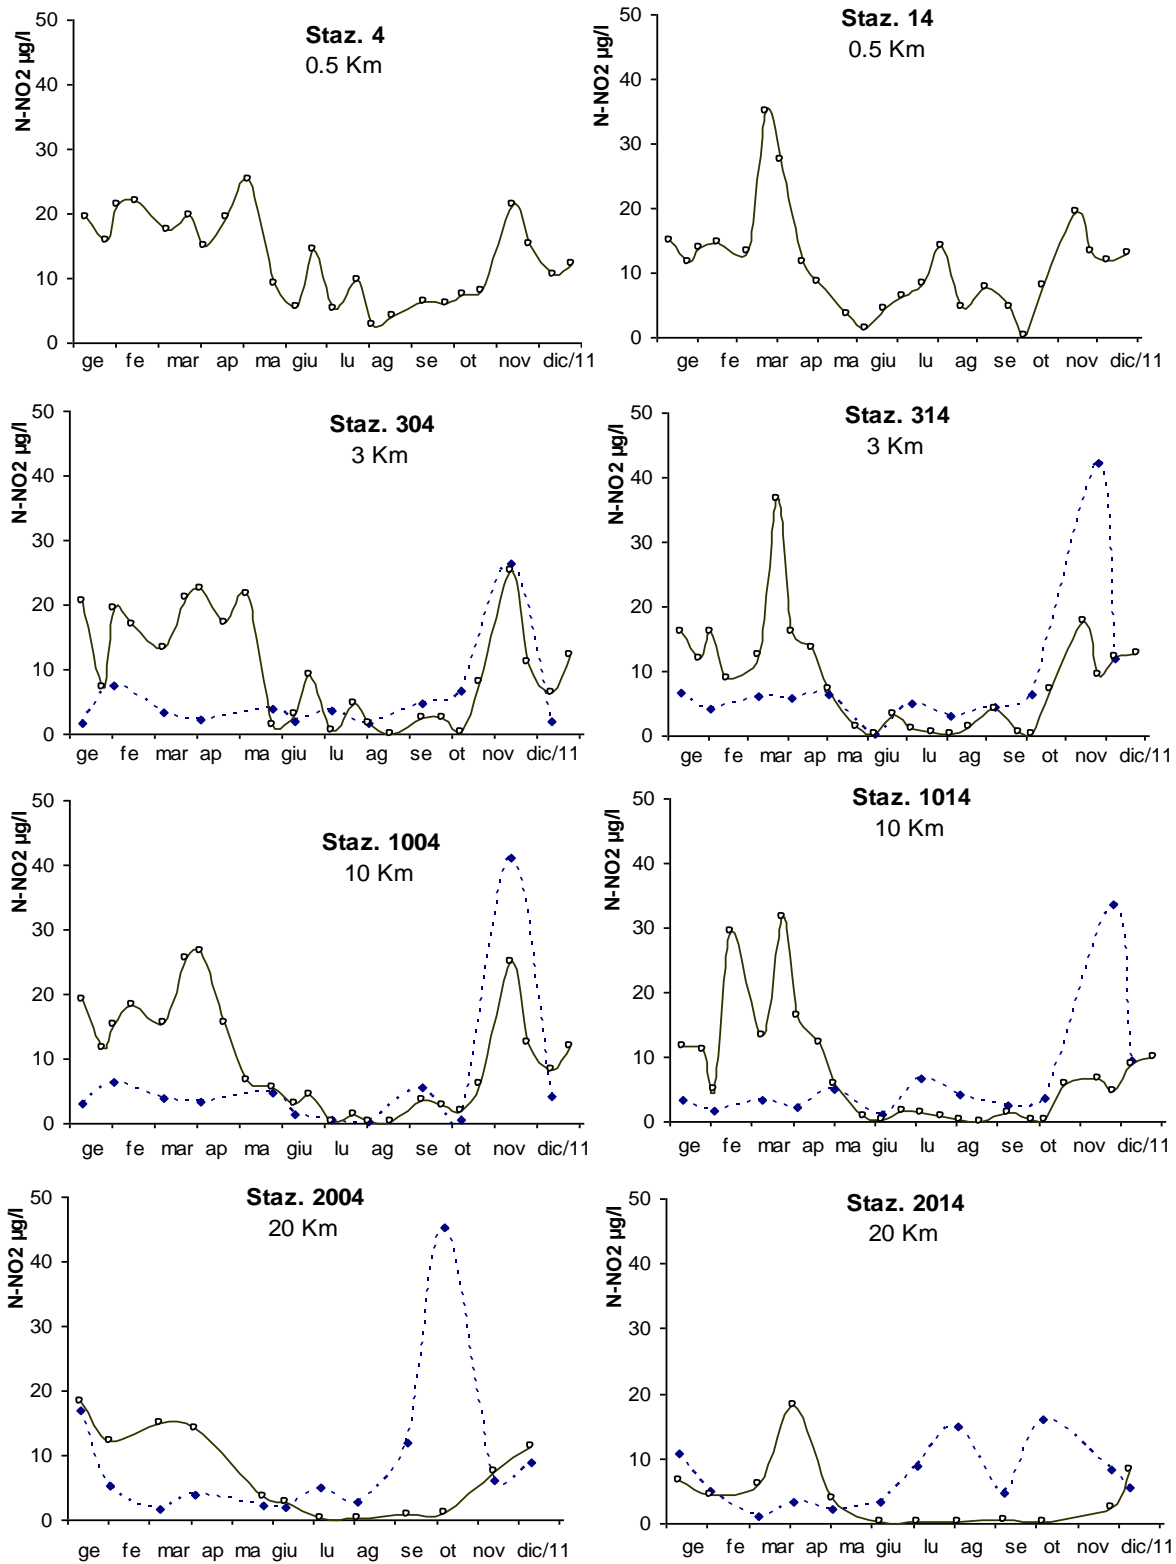 Staz. 4
0.5 Km
N-NO2 µg/l
50
40
30
20
10
0
ge fe mar ap ma giu lu ag se ot nov dic/11
Staz. 14
0.5 Km
N-NO2 µg/l
50
40
30
20
10
0
ge fe mar ap ma giu lu ag se ot nov dic/11
Staz. 304
3 Km
N-NO2 µg/l
50
40
30
20
10
0
ge fe mar ap ma giu lu ag se ot nov dic/11
Staz. 314
3 Km
N-NO2 µg/l
50
40
30
20
10
0
ge fe mar ap ma giu lu ag se ot nov dic/11
Staz. 1004
10 Km
N-NO2 µg/l
50
40
30
20
10
0
ge fe mar ap ma giu lu ag se ot nov dic/11
Staz. 1014
10 Km
N-NO2 µg/l
50
40
30
20
10
0
ge fe mar ap ma giu lu ag se ot nov dic/11
Staz. 2004
20 Km
N-NO2 µg/l
50
40
30
20
10
0
ge fe mar ap ma giu lu ag se ot nov dic/11
Staz. 2014
20 Km
N-NO2 µg/l
50
40
30
20
10
0
ge fe mar ap ma giu lu ag se ot nov dic/11